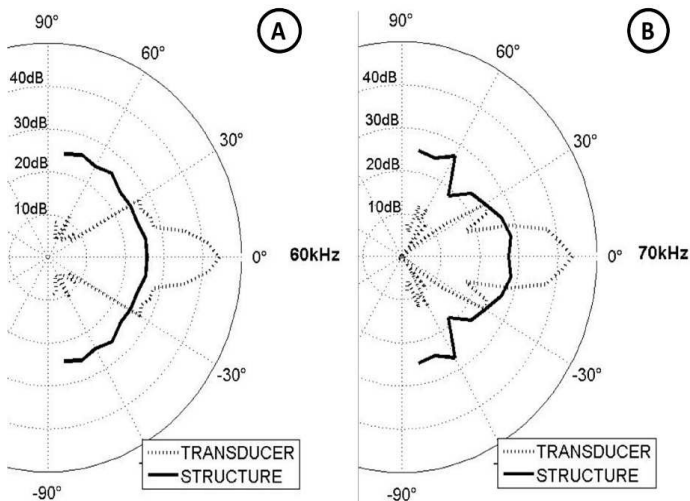 A
90°
60°
30°
0°
-30°
-60°
-90°
40dB
30dB
20dB
10dB
60kHz
TRANSDUCER
STRUCTURE
B
90°
60°
30°
0°
-30°
-90°
40dB
30dB
20dB
10dB
70kHz
TRANSDUCER
STRUCTURE